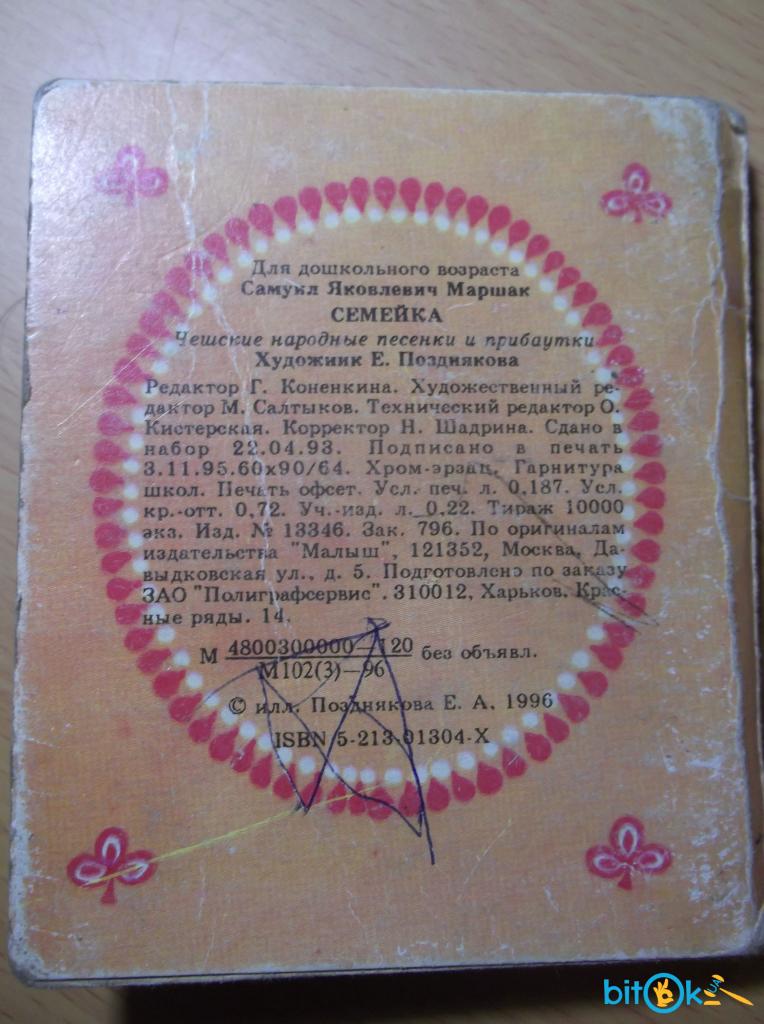 Для дошкольного возраста
Самуил Яковлевич Маршак
СЕМЕЙКА
Чешские народные песенки и прибаутки
Художник Е. Позднякова
Редактор Г. Коненкина. Художественный ре-
дактор М. Салтыков. Технический редактор О.
Кистерская. Корректор Н. Шадрина. Сдано в
набор 22.04.93. Подписано в печать
3.11.95.60x90/64. Хром-эрзац. Гарнитура
школ. Печать офсет. Усл. печ. л. 0.187. Усл.
кр.-отт. 0,72. Уч.-изд. л. 0.22. Тираж 10000
экз. Изд. № 13346. Зак. 796. По оригиналам
издательства "Малыш", 121352, Москва, Да-
выдковская ул., д. 5. Подготовлено по заказу
ЗАО "Полиграфсервис". 310012, Харьков. Крас-
ные ряды. 14.
М 4800300000—120 без объявл.
М102(3)—96
© илл. Позднякова Е. А. 1996
ISBN 5-213-01304-X
bitok.ua